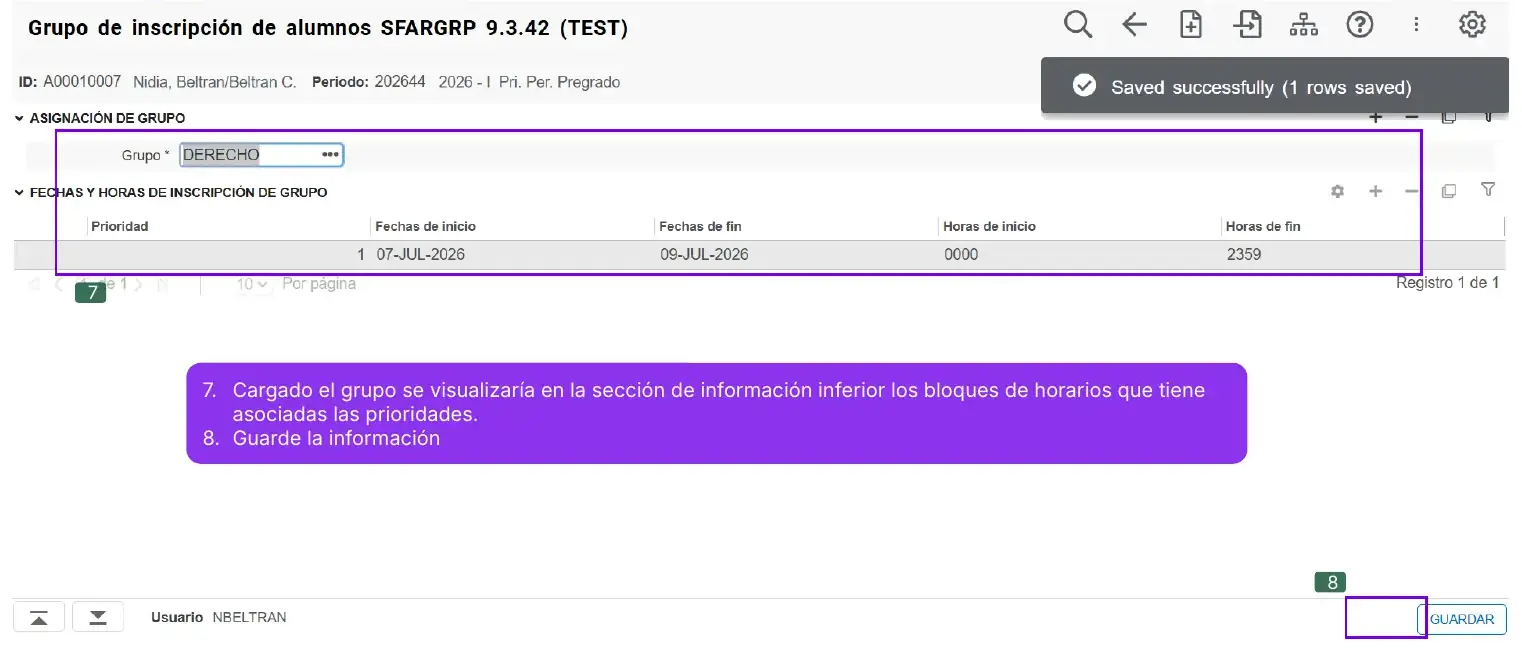 Grupo de inscripción de alumnos SFARGRP 9.3.42 (TEST)
ID: A00010007 Nidia, Beltran/Beltran C. Periodo: 202644 2026 - I Pri. Per. Pregrado
Saved successfully (1 rows saved)
ASIGNACIÓN DE GRUPO
Grupo * DERECHO
FECHAS Y HORAS DE INSCRIPCIÓN DE GRUPO
Prioridad Fechas de inicio Fechas de fin Horas de inicio Horas de fin
1 07-JUL-2026 09-JUL-2026 0000 2359
7 de 1 10 Por página Registro 1 de 1
7. Cargado el grupo se visualizaría en la sección de información inferior los bloques de horarios que tiene
asociadas las prioridades.
8. Guarde la información
8
Usuario NBELTRAN GUARDAR